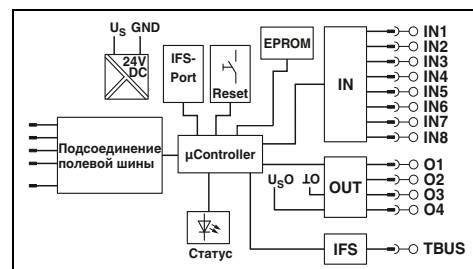 U_S GND
24V
DC
IFS-
Port
Reset
EPROM
IN
IN1
IN2
IN3
IN4
IN5
IN6
IN7
IN8
Подсоединение
полевой шины
µController
U_SO
⊥O
OUT
O1
O2
O3
O4
Статус
IFS
TBUS